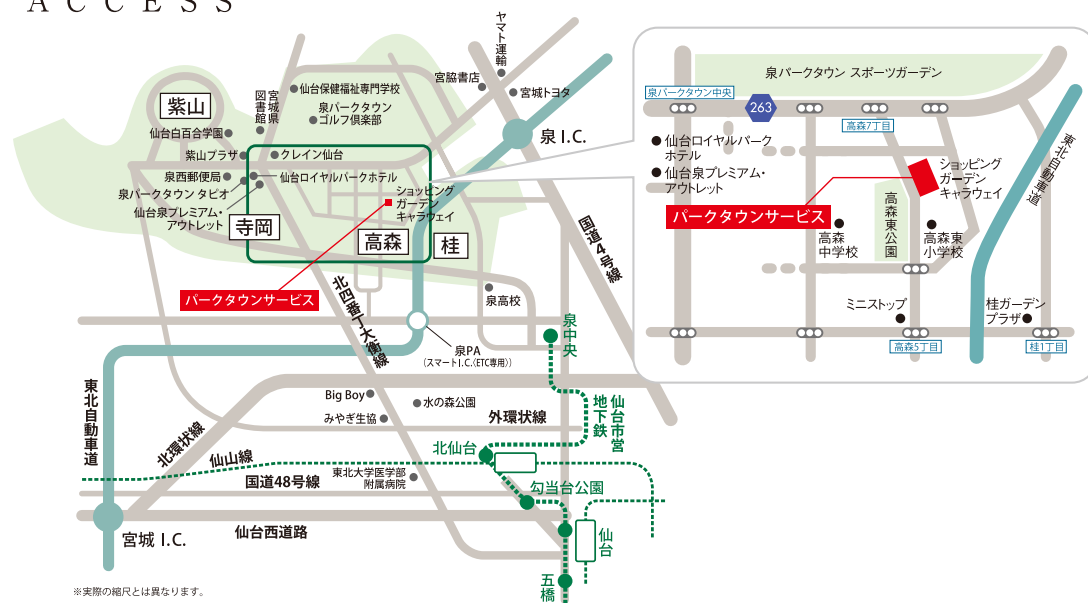 ACCESS
ヤマト運輸
宮脇書店
宮城トヨタ
泉 I.C.
国道4号線
仙台保健福祉専門学校
泉パークタウン
ゴルフ倶楽部
宮城県
図書館
紫山
仙台白百合学園
紫山プラザ
クレイン仙台
泉西郵便局
仙台ロイヤルパークホテル
泉パークタウン タピオ
仙台泉プレミアム・
アウトレット
ショッピング
ガーデン
キャラウェイ
寺岡
高森
桂
パークタウンサービス
北四番丁大衡線
泉高校
泉中央
泉PA
(スマートI.C.〈ETC専用〉)
東北自動車道
Big Boy
みやぎ生協
水の森公園
外環状線
仙台市営
地下鉄
北環状線
仙山線
北仙台
国道48号線
東北大学医学部
附属病院
勾当台公園
宮城 I.C.
仙台西道路
仙台
五橋
※実際の縮尺とは異なります。
泉パークタウン スポーツガーデン
泉パークタウン中央
263
高森7丁目
東北自動車道
仙台ロイヤルパーク
ホテル
仙台泉プレミアム・
アウトレット
ショッピング
ガーデン
キャラウェイ
パークタウンサービス
高森東公園
高森
中学校
高森東
小学校
ミニストップ
桂ガーデン
プラザ
高森5丁目
桂1丁目